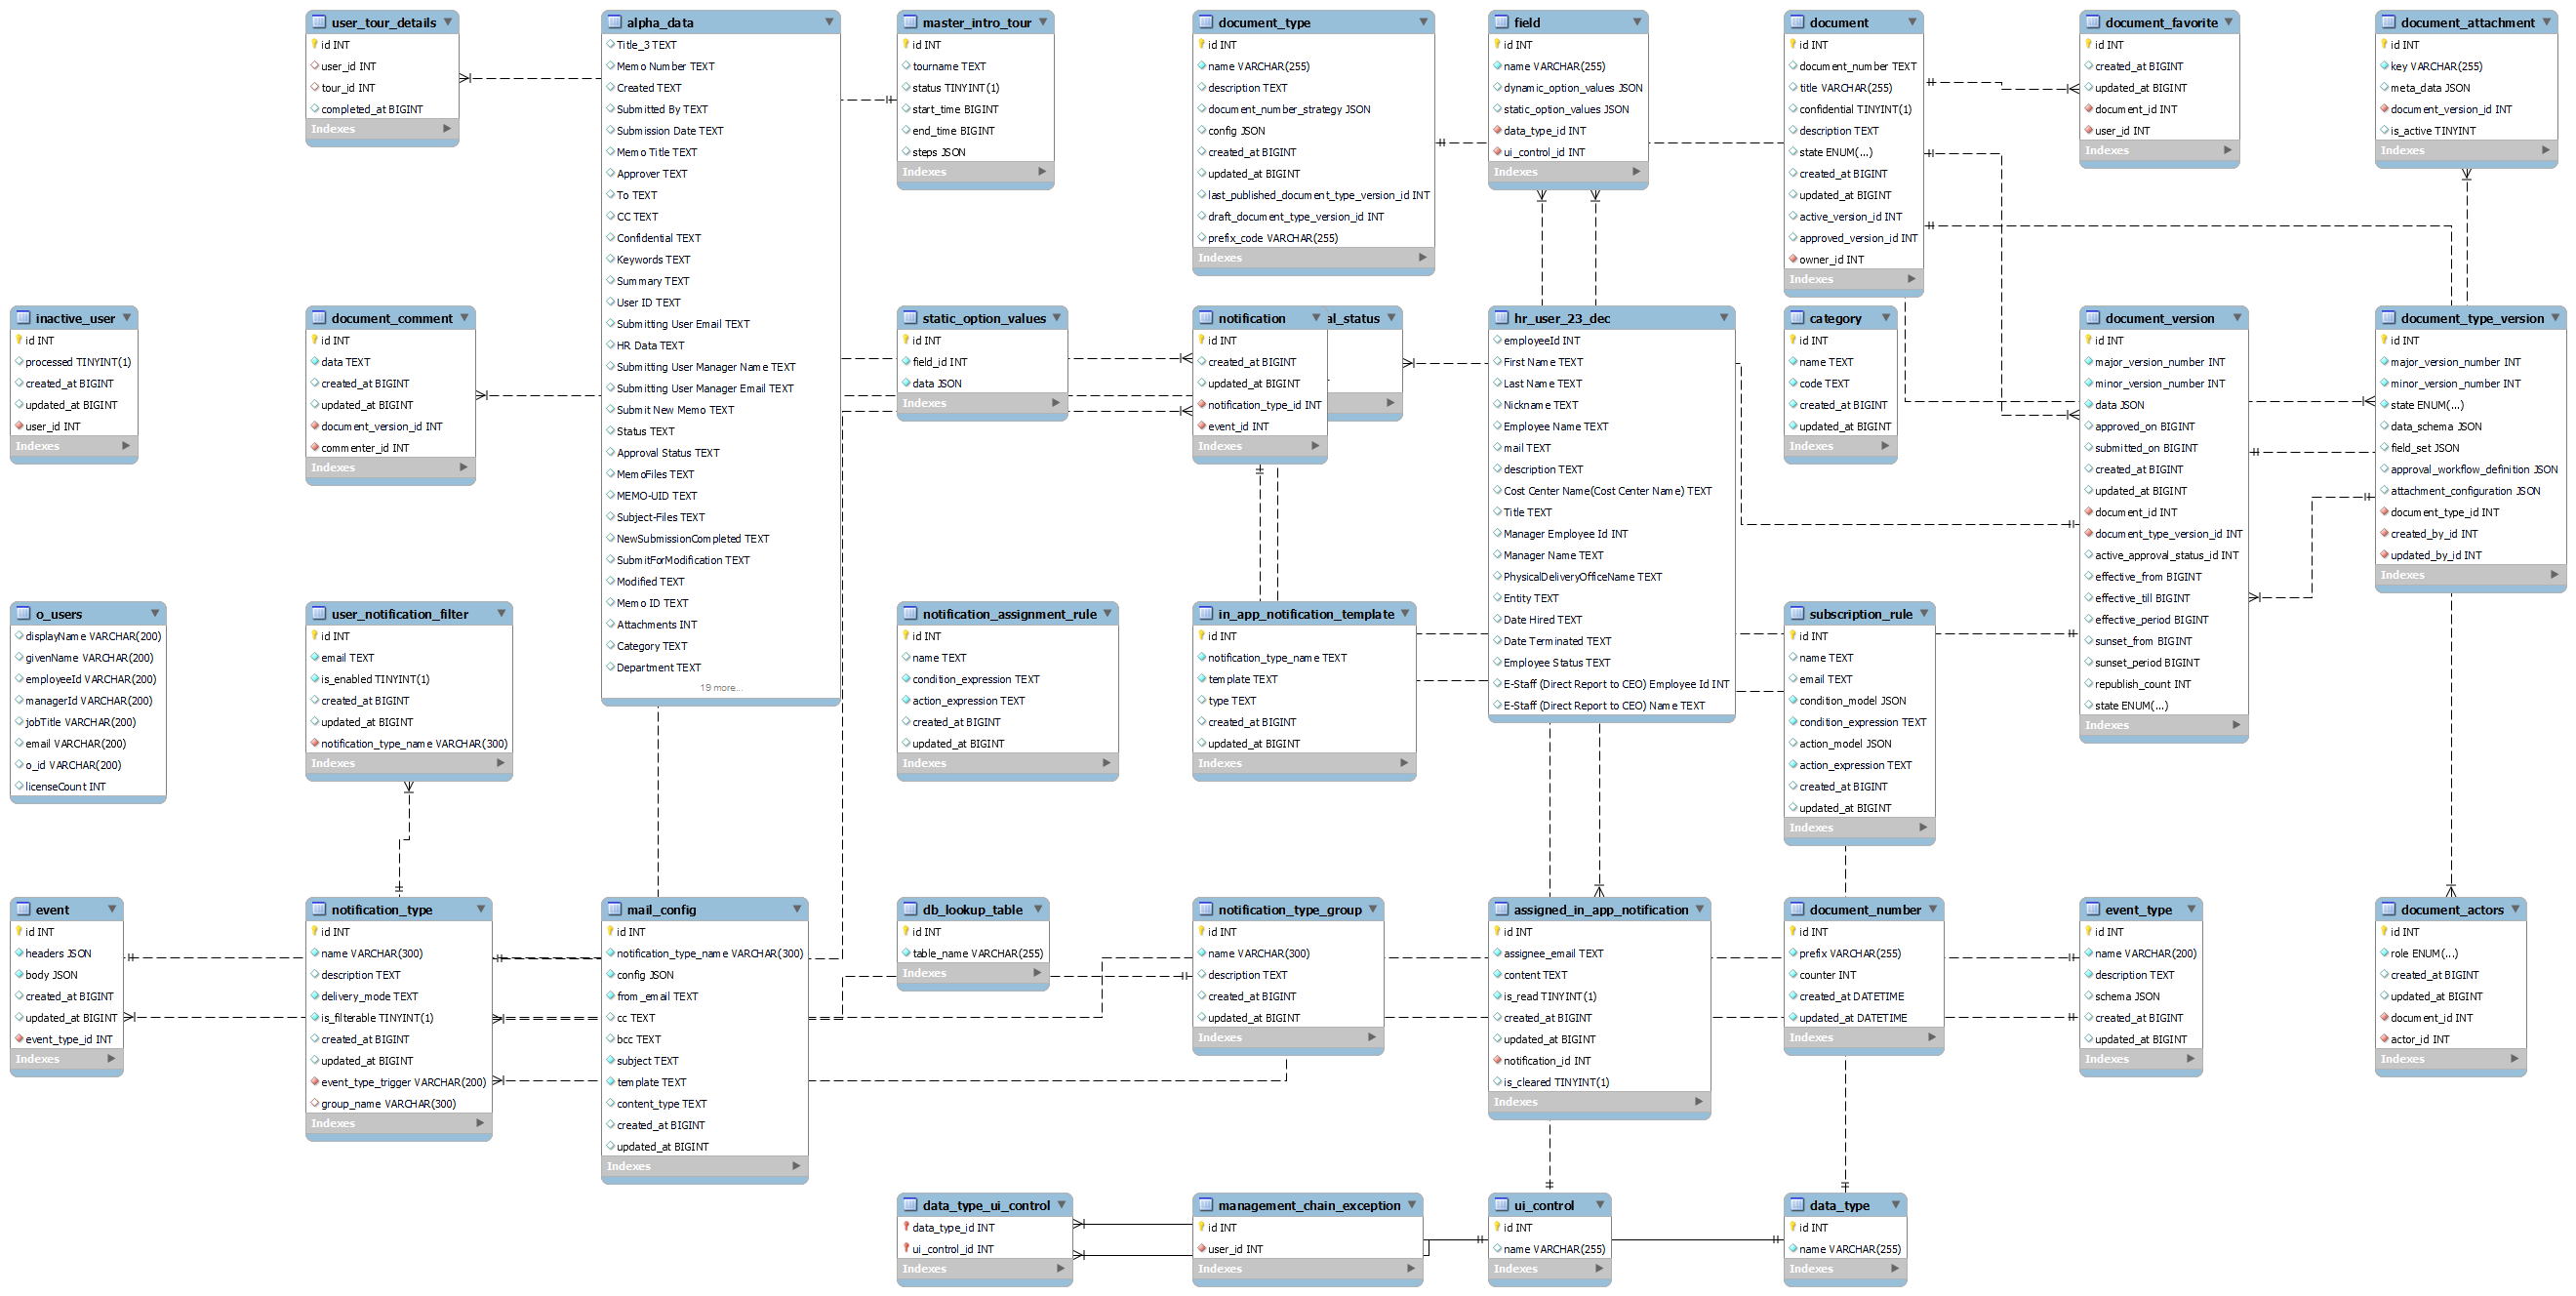 user_tour_details
id INT
user_id INT
tour_id INT
completed_at BIGINT
Indexes
alpha_data
Title_3 TEXT
Memo Number TEXT
Created TEXT
Submitted By TEXT
Submission Date TEXT
Memo Title TEXT
Approver TEXT
To TEXT
CC TEXT
Confidential TEXT
Keywords TEXT
Summary TEXT
User ID TEXT
Submitting User Email TEXT
HR Data TEXT
Submitting User Manager Name TEXT
Submitting User Manager Email TEXT
Submit New Memo TEXT
Status TEXT
Approval Status TEXT
MemoFiles TEXT
MEMO-UID TEXT
Subject-Files TEXT
NewSubmissionCompleted TEXT
SubmitForModification TEXT
Modified TEXT
Memo ID TEXT
Attachments INT
Category TEXT
Department TEXT
19 more...
master_intro_tour
id INT
tourname TEXT
status TINYINT(1)
start_time BIGINT
end_time BIGINT
steps JSON
Indexes
document_type
id INT
name VARCHAR(255)
description TEXT
document_number_strategy JSON
config JSON
created_at BIGINT
updated_at BIGINT
last_published_document_type_version_id INT
draft_document_type_version_id INT
prefix_code VARCHAR(255)
Indexes
field
id INT
name VARCHAR(255)
dynamic_option_values JSON
static_option_values JSON
data_type_id INT
ui_control_id INT
Indexes
document
id INT
document_number TEXT
title VARCHAR(255)
confidential TINYINT(1)
description TEXT
state ENUM(...)
created_at BIGINT
updated_at BIGINT
active_version_id INT
approved_version_id INT
owner_id INT
Indexes
document_favorite
id INT
created_at BIGINT
updated_at BIGINT
document_id INT
user_id INT
Indexes
document_attachment
id INT
key VARCHAR(255)
meta_data JSON
document_version_id INT
is_active TINYINT
Indexes
inactive_user
id INT
processed TINYINT(1)
created_at BIGINT
updated_at BIGINT
user_id INT
Indexes
document_comment
id INT
data TEXT
created_at BIGINT
updated_at BIGINT
document_version_id INT
commenter_id INT
Indexes
static_option_values
id INT
field_id INT
data JSON
Indexes
notification
id INT
created_at BIGINT
updated_at BIGINT
notification_type_id INT
event_id INT
Indexes
al_status
hr_user_23_dec
employeeId INT
First Name TEXT
Last Name TEXT
Nickname TEXT
Employee Name TEXT
mail TEXT
description TEXT
Cost Center Name(Cost Center Name) TEXT
Title TEXT
Manager Employee Id INT
Manager Name TEXT
PhysicalDeliveryOfficeName TEXT
Entity TEXT
Date Hired TEXT
Date Terminated TEXT
Employee Status TEXT
E-Staff (Direct Report to CEO) Employee Id INT
E-Staff (Direct Report to CEO) Name TEXT
category
id INT
name TEXT
code TEXT
created_at BIGINT
updated_at BIGINT
Indexes
document_version
id INT
major_version_number INT
minor_version_number INT
data JSON
approved_on BIGINT
submitted_on BIGINT
created_at BIGINT
updated_at BIGINT
document_id INT
document_type_version_id INT
active_approval_status_id INT
effective_from BIGINT
effective_till BIGINT
effective_period BIGINT
sunset_from BIGINT
sunset_period BIGINT
republish_count INT
state ENUM(...)
Indexes
document_type_version
id INT
major_version_number INT
minor_version_number INT
state ENUM(...)
data_schema JSON
field_set JSON
approval_workflow_definition JSON
attachment_configuration JSON
document_type_id INT
created_by_id INT
updated_by_id INT
Indexes
o_users
displayName VARCHAR(200)
givenName VARCHAR(200)
employeeId VARCHAR(200)
managerId VARCHAR(200)
jobTitle VARCHAR(200)
email VARCHAR(200)
o_id VARCHAR(200)
licenseCount INT
user_notification_filter
id INT
email TEXT
is_enabled TINYINT(1)
created_at BIGINT
updated_at BIGINT
notification_type_name VARCHAR(300)
Indexes
notification_assignment_rule
id INT
name TEXT
condition_expression TEXT
action_expression TEXT
created_at BIGINT
updated_at BIGINT
Indexes
in_app_notification_template
id INT
notification_type_name TEXT
template TEXT
type TEXT
created_at BIGINT
updated_at BIGINT
Indexes
subscription_rule
id INT
name TEXT
email TEXT
condition_model JSON
condition_expression TEXT
action_model JSON
action_expression TEXT
created_at BIGINT
updated_at BIGINT
Indexes
event
id INT
headers JSON
body JSON
created_at BIGINT
updated_at BIGINT
event_type_id INT
Indexes
notification_type
id INT
name VARCHAR(300)
description TEXT
delivery_mode TEXT
is_filterable TINYINT(1)
created_at BIGINT
updated_at BIGINT
event_type_trigger VARCHAR(200)
group_name VARCHAR(300)
Indexes
mail_config
id INT
notification_type_name VARCHAR(300)
config JSON
from_email TEXT
cc TEXT
bcc TEXT
subject TEXT
template TEXT
content_type TEXT
created_at BIGINT
updated_at BIGINT
Indexes
db_lookup_table
id INT
table_name VARCHAR(255)
Indexes
notification_type_group
id INT
name VARCHAR(300)
description TEXT
created_at BIGINT
updated_at BIGINT
Indexes
assigned_in_app_notification
id INT
assignee_email TEXT
content TEXT
is_read TINYINT(1)
created_at BIGINT
updated_at BIGINT
notification_id INT
is_cleared TINYINT(1)
Indexes
document_number
id INT
prefix VARCHAR(255)
counter INT
created_at DATETIME
updated_at DATETIME
Indexes
event_type
id INT
name VARCHAR(200)
description TEXT
schema JSON
created_at BIGINT
updated_at BIGINT
Indexes
document_actors
id INT
role ENUM(...)
created_at BIGINT
updated_at BIGINT
document_id INT
actor_id INT
Indexes
data_type_ui_control
data_type_id INT
ui_control_id INT
Indexes
management_chain_exception
id INT
user_id INT
Indexes
ui_control
id INT
name VARCHAR(255)
Indexes
data_type
id INT
name VARCHAR(255)
Indexes